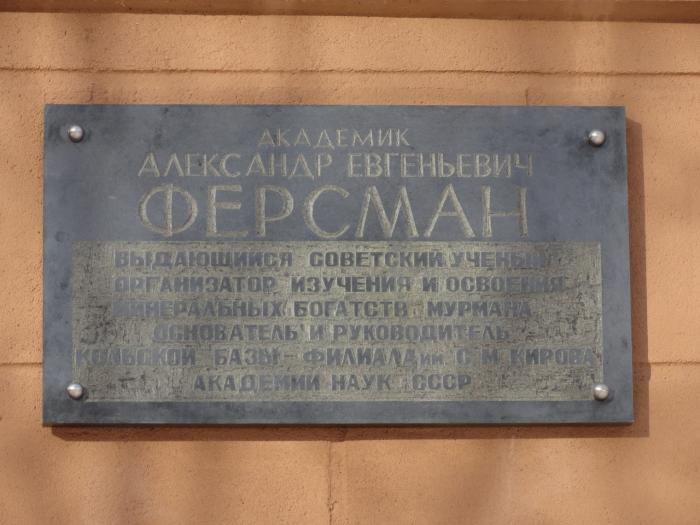 АКАДЕМИК
АЛЕКСАНДР ЕВГЕНЬЕВИЧ
ФЕРСМАН
ВЫДАЮЩИЙСЯ СОВЕТСКИЙ УЧЕНЫЙ
ОРГАНИЗАТОР ИЗУЧЕНИЯ И ОСВОЕНИЯ
МИНЕРАЛЬНЫХ БОГАТСТВ МУРМАНА
ОСНОВАТЕЛЬ И РУКОВОДИТЕЛЬ
КОЛЬСКОЙ БАЗЫ-ФИЛИАЛА им. С. М. КИРОВА
АКАДЕМИИ НАУК СССР